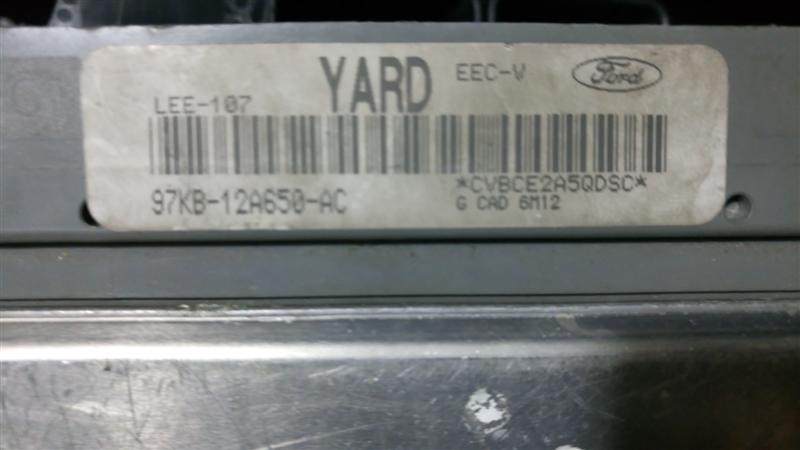 YARD EEC-V Ford
LEE-107
97KB-12A650-AC *CVBCE2A5QDSC*
G CAD 6M12